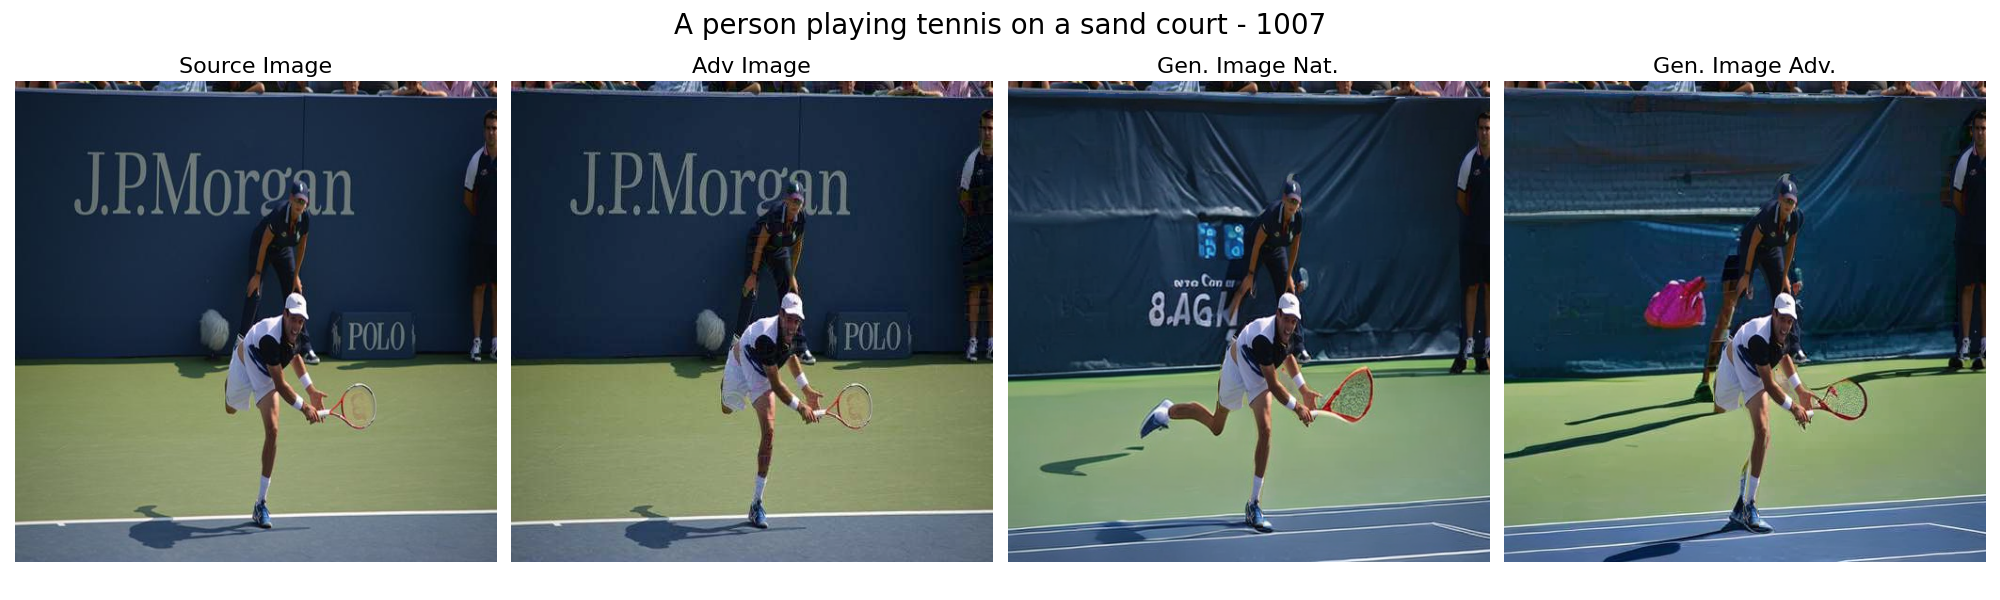 A person playing tennis on a sand court - 1007
Source Image
Adv Image
Gen. Image Nat.
Gen. Image Adv.
J.P.Morgan
POLO
J.P.Morgan
POLO
8.AGK